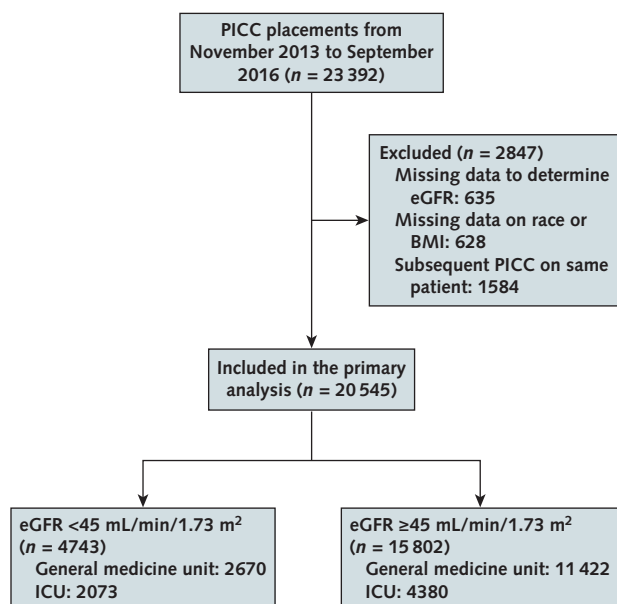 PICC placements from
November 2013 to September
2016 (n = 23 392)
Excluded (n = 2847)
Missing data to determine
eGFR: 635
Missing data on race or
BMI: 628
Subsequent PICC on same
patient: 1584
Included in the primary
analysis (n = 20 545)
eGFR <45 mL/min/1.73 m²
(n = 4743)
General medicine unit: 2670
ICU: 2073
eGFR ≥45 mL/min/1.73 m²
(n = 15 802)
General medicine unit: 11 422
ICU: 4380